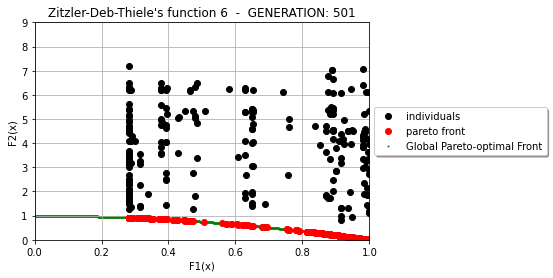 Zitzler-Deb-Thiele's function 6 - GENERATION: 501
9
8
7
6
5
4
3
2
1
0
F2(x)
0.0 0.2 0.4 0.6 0.8 1.0
F1(x)
individuals
pareto front
Global Pareto-optimal Front